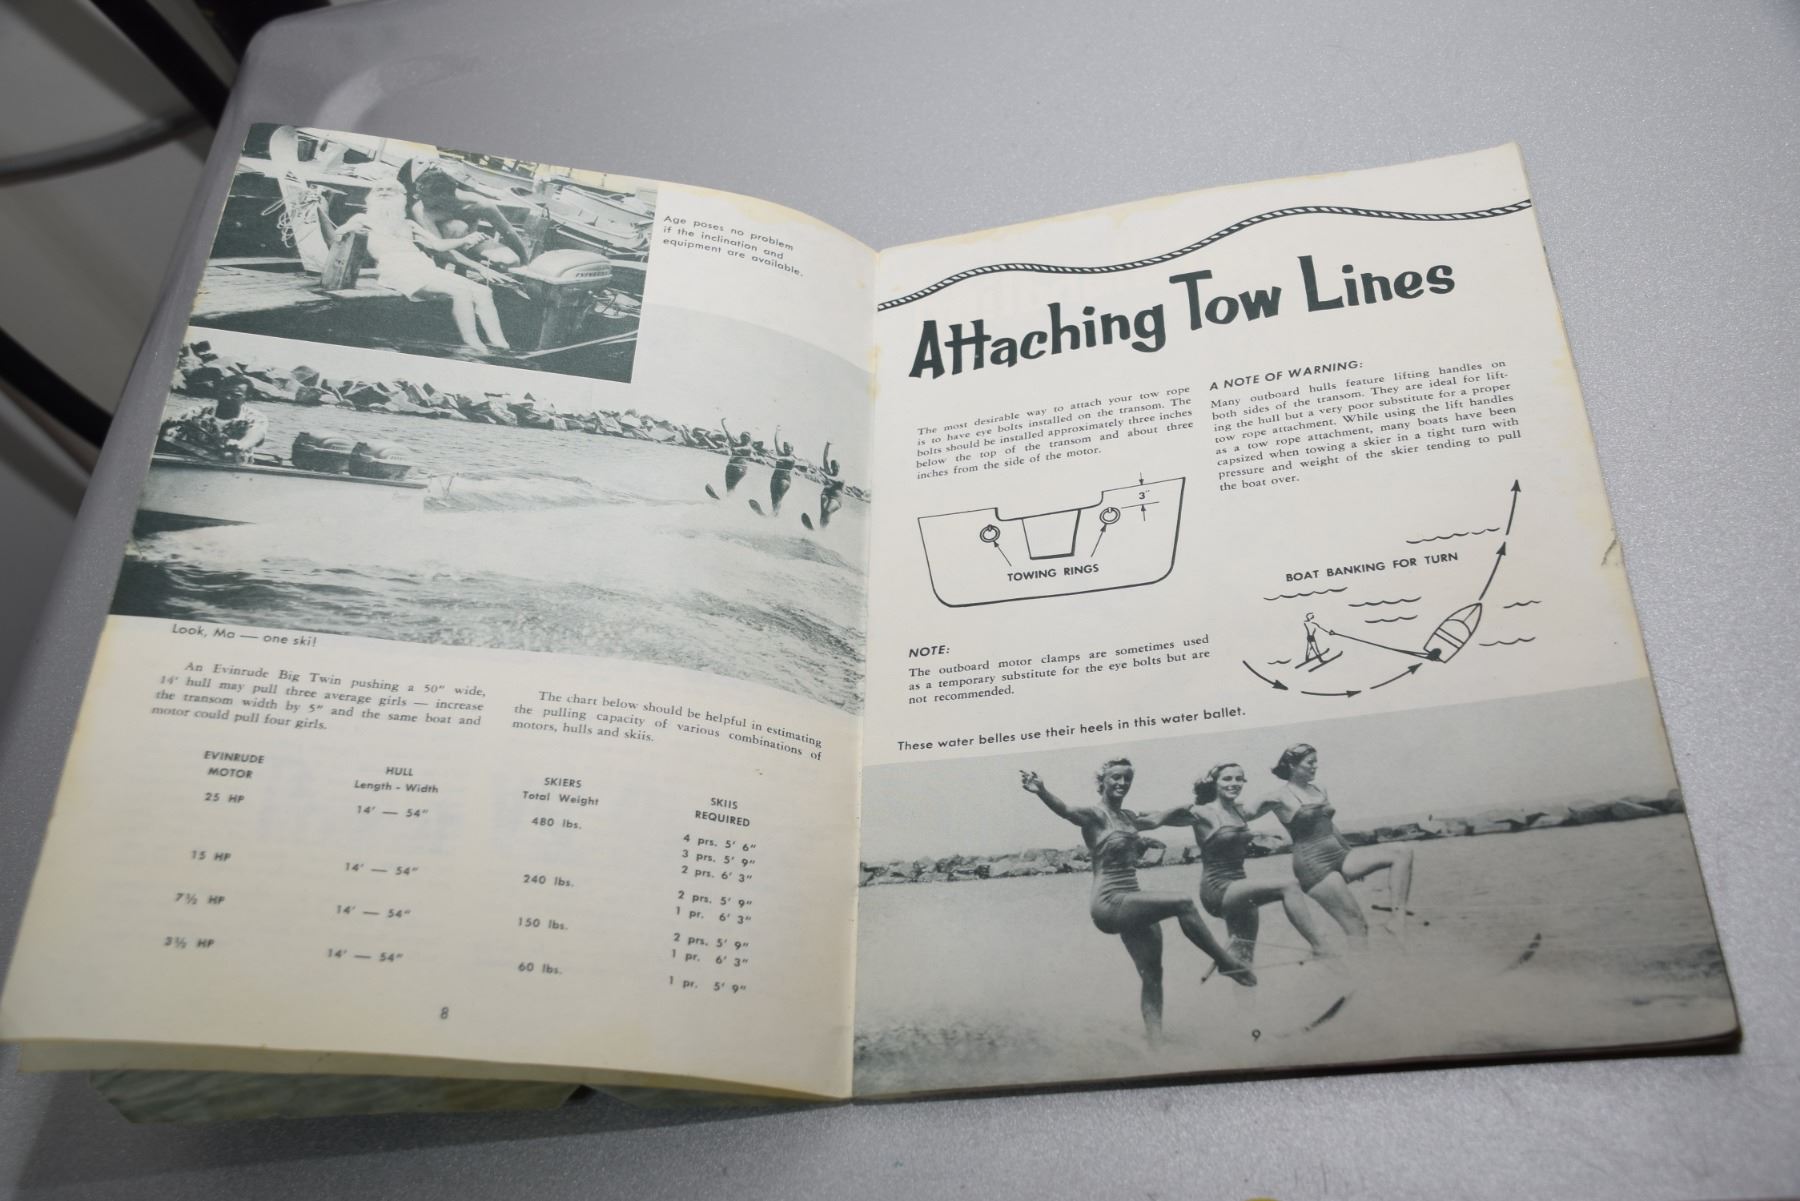 Age poses no problem
if the inclination and
equipment are available.
EVINRUDE
Look, Ma — one ski!
An Evinrude Big Twin pushing a 50" wide,
14' hull may pull three average girls — increase
the transom width by 5" and the same boat and
motor could pull four girls.
The chart below should be helpful in estimating
the pulling capacity of various combinations of
motors, hulls and skiis.
EVINRUDE MOTOR
HULL Length - Width
SKIERS Total Weight
SKIIS REQUIRED
25 HP 14' — 54" 480 lbs. 4 prs. 5' 6"
3 prs. 5' 9"
2 prs. 6' 3"
15 HP 14' — 54" 240 lbs. 2 prs. 5' 9"
1 pr. 6' 3"
7½ HP 14' — 54" 150 lbs. 2 prs. 5' 9"
1 pr. 6' 3"
3½ HP 14' — 54" 60 lbs. 1 pr. 5' 9"
8
Attaching Tow Lines
The most desirable way to attach your tow rope
is to have eye bolts installed on the transom. The
bolts should be installed approximately three inches
below the top of the transom and about three
inches from the side of the motor.
3"
TOWING RINGS
NOTE:
The outboard motor clamps are sometimes used
as a temporary substitute for the eye bolts but are
not recommended.
A NOTE OF WARNING:
Many outboard hulls feature lifting handles on
both sides of the transom. They are ideal for lift-
ing the hull but a very poor substitute for a proper
tow rope attachment. While using the lift handles
as a tow rope attachment, many boats have been
capsized when towing a skier in a tight turn with
pressure and weight of the skier tending to pull
the boat over.
BOAT BANKING FOR TURN
These water belles use their heels in this water ballet.
9